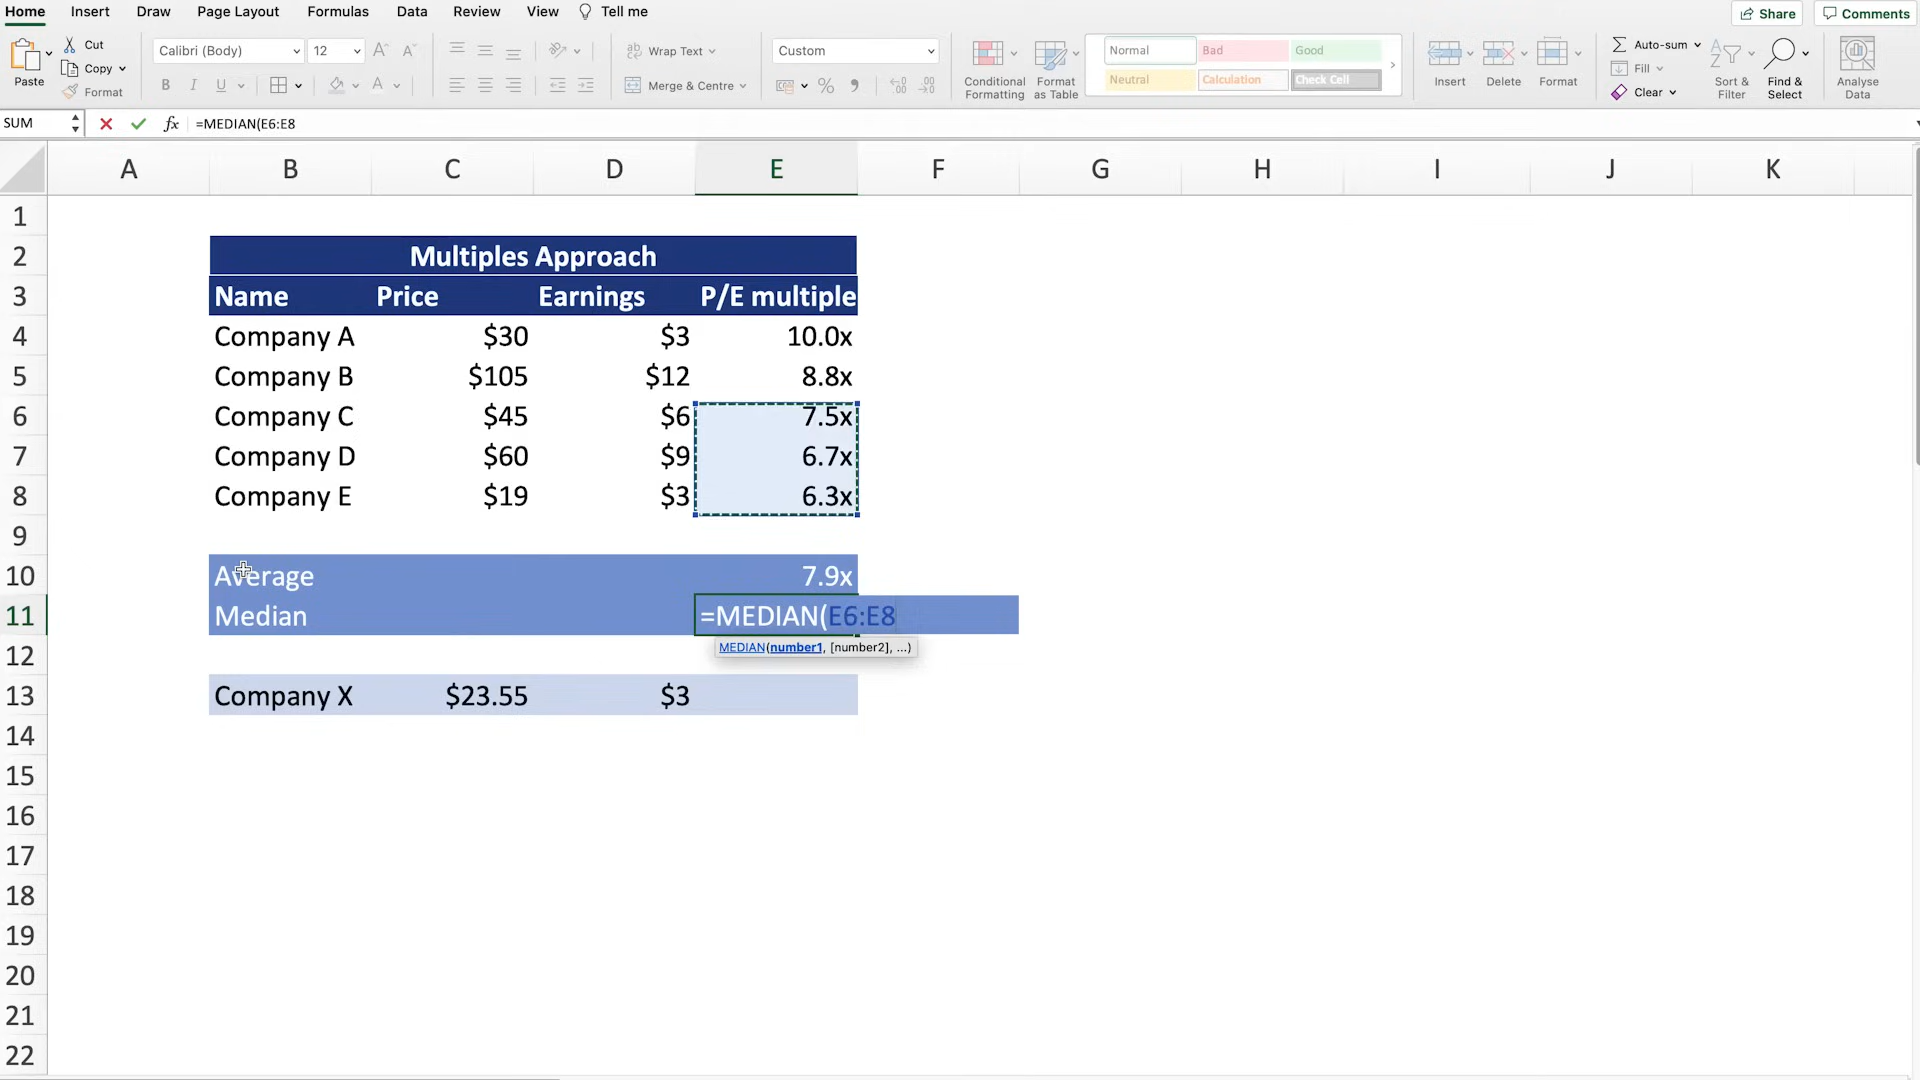 Home Insert Draw Page Layout Formulas Data Review View Tell me Share Comments
Paste Cut Copy Format
Calibri (Body) 12 A A
B I U A
ab Wrap Text
Merge & Centre
Custom
% 9
Conditional Formatting
Format as Table
Normal Bad Good
Neutral Calculation Check Cell
Insert Delete Format
Auto-sum
Fill
Clear
Sort & Filter
Find & Select
Analyse Data
SUM fx =MEDIAN(E6:E8
A B C D E F G H I J K
1
2 Multiples Approach
3 Name Price Earnings P/E multiple
4 Company A $30 $3 10.0x
5 Company B $105 $12 8.8x
6 Company C $45 $6 7.5x
7 Company D $60 $9 6.7x
8 Company E $19 $3 6.3x
9
10 Average 7.9x
11 Median =MEDIAN(E6:E8
MEDIAN(number1, [number2], ...)
12
13 Company X $23.55 $3
14
15
16
17
18
19
20
21
22